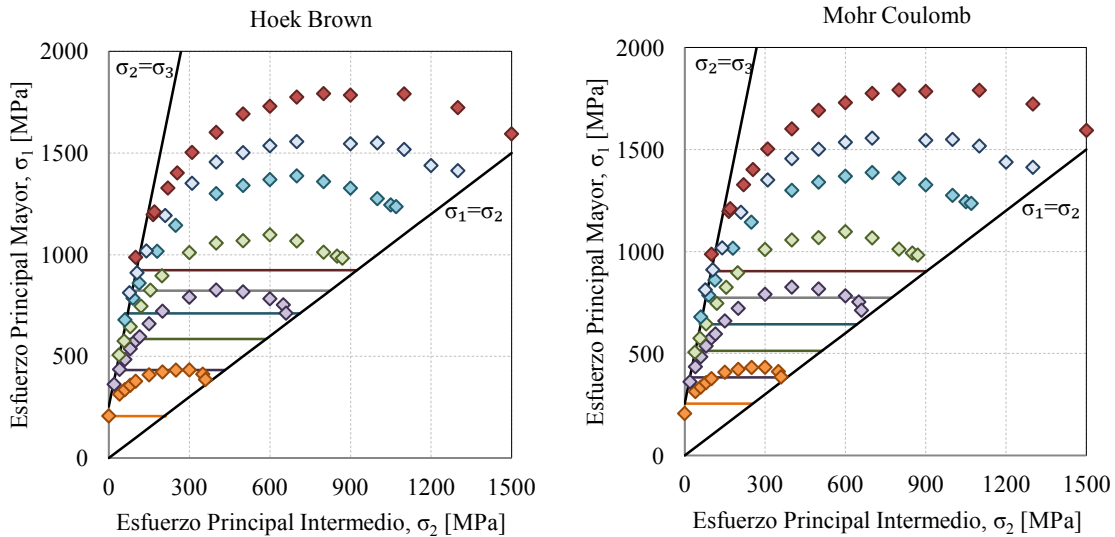 Hoek Brown
Esfuerzo Principal Mayor, σ₁ [MPa]
2000
1500
1000
500
0
σ₂=σ₃
σ₁=σ₂
0 300 600 900 1200 1500
Esfuerzo Principal Intermedio, σ₂ [MPa]
Mohr Coulomb
Esfuerzo Principal Mayor, σ₁ [MPa]
2000
1500
1000
500
0
σ₂=σ₃
σ₁=σ₂
0 300 600 900 1200 1500
Esfuerzo Principal Intermedio, σ₂ [MPa]